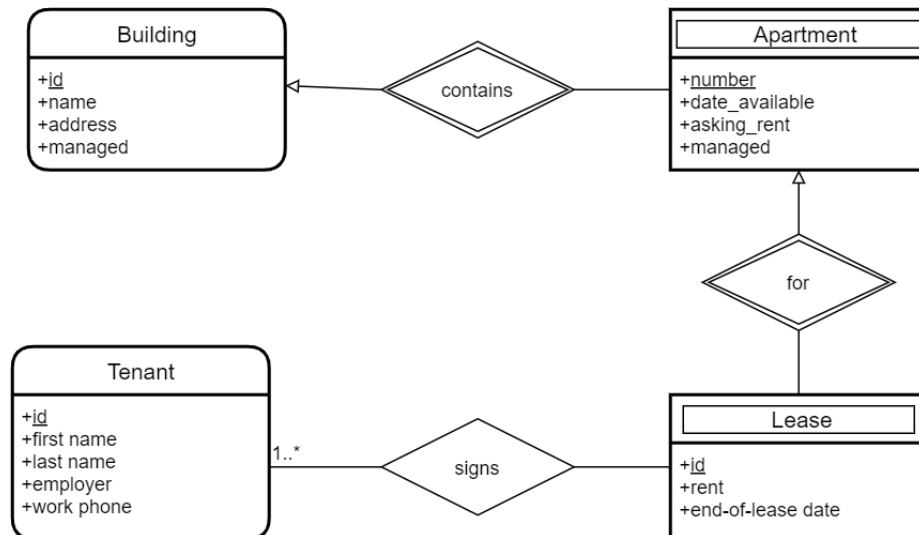 Building
+id
+name
+address
+managed
contains
Apartment
+number
+date_available
+asking_rent
+managed
for
Tenant
+id
+first name
+last name
+employer
+work phone
1..*
signs
Lease
+id
+rent
+end-of-lease date